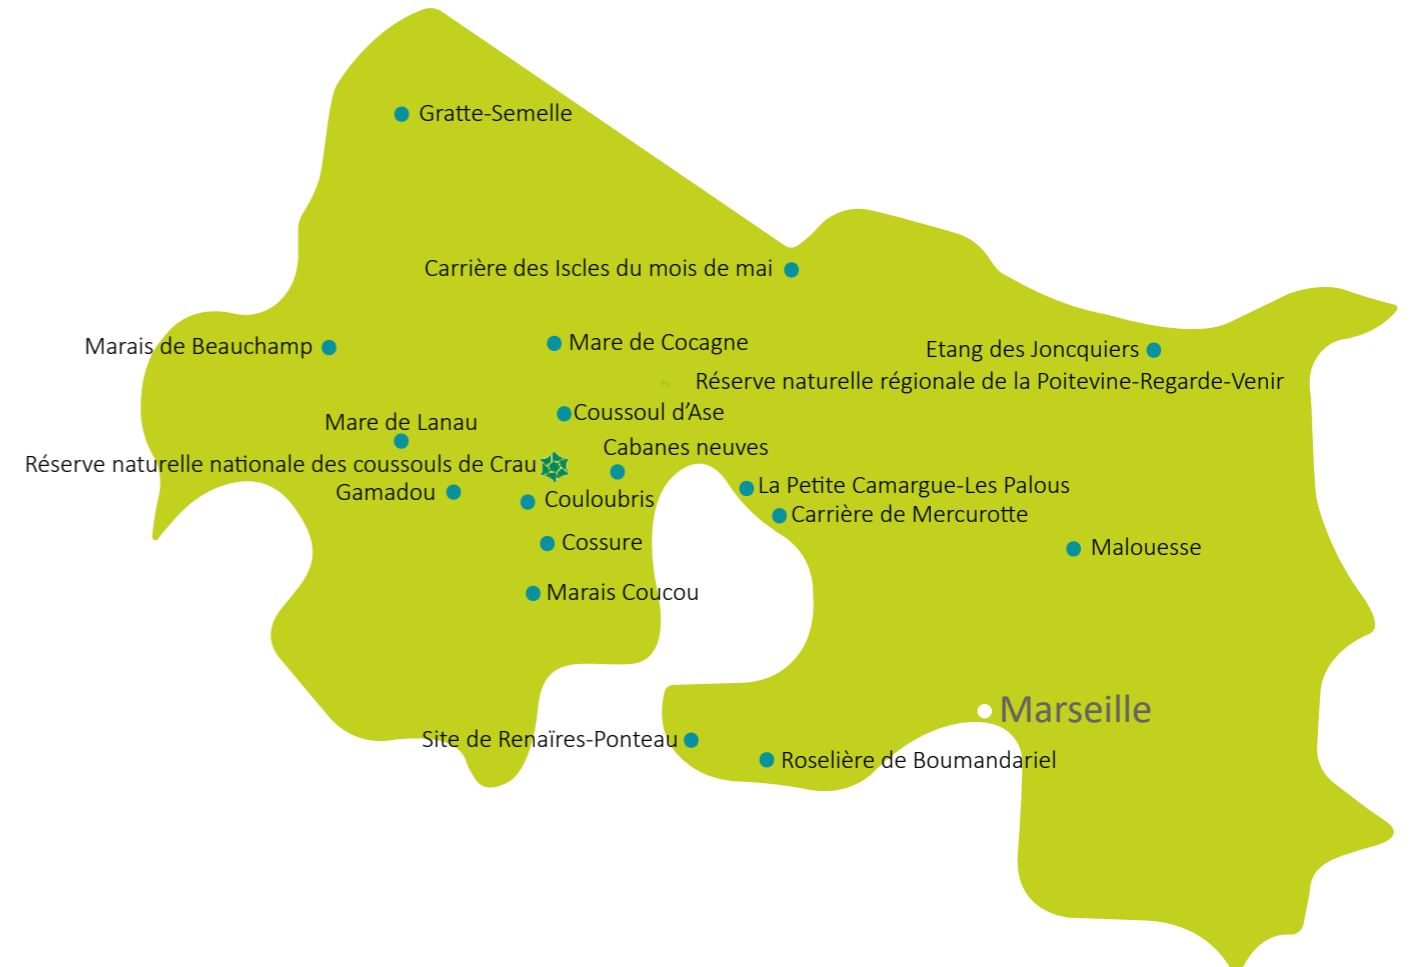 Gratte-Semelle
Carrière des Iscles du mois de mai
Marais de Beauchamp
Mare de Cocagne
Etang des Joncquiers
Réserve naturelle régionale de la Poitevine-Regarde-Venir
Coussoul d’Ase
Mare de Lanau
Cabanes neuves
Réserve naturelle nationale des coussouls de Crau
Gamadou
Couloubris
La Petite Camargue-Les Palous
Carrière de Mercurotte
Cossure
Malouesse
Marais Coucou
Marseille
Site de Renaïres-Ponteau
Roselière de Boumandariel